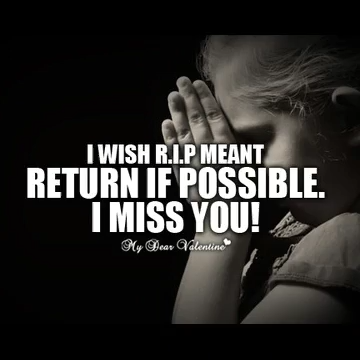 I WISH R.I.P MEANT
RETURN IF POSSIBLE.
I MISS YOU!
My Dear Valentine